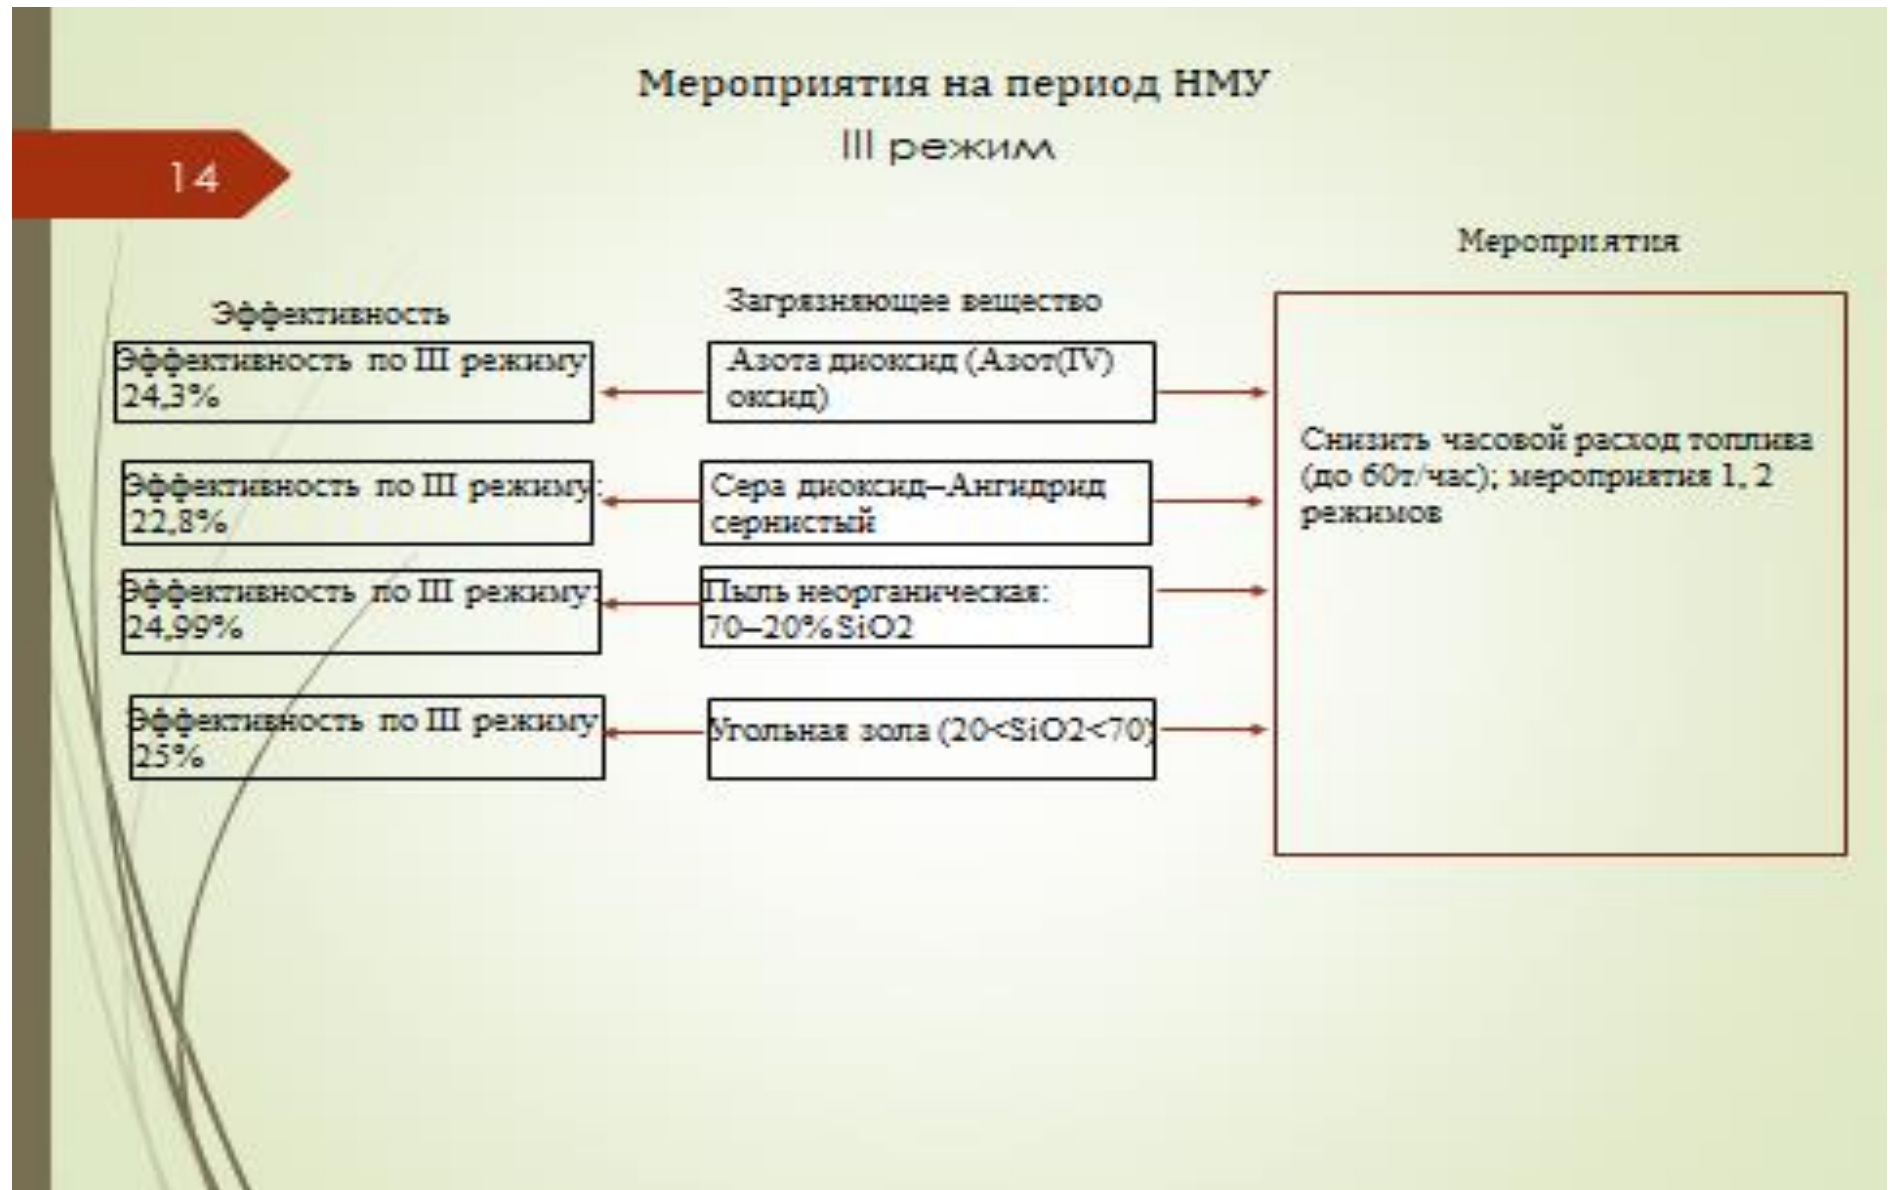 Мероприятия на период НМУ
III режим
14
Мероприятия
Эффективность
Загрязняющее вещество
Эффективность по III режиму
24,3%
Азота диоксид (Азот(IV)
оксид)
Снизить часовой расход топлива
(до 60т/час); мероприятия 1, 2
режимов
Эффективность по III режиму:
22,8%
Сера диоксид–Ангидрид
сернистый
Эффективность по III режиму:
24,99%
Пыль неорганическая:
70–20%SiO2
Эффективность по III режиму
25%
Угольная зола (20<SiO2<70)